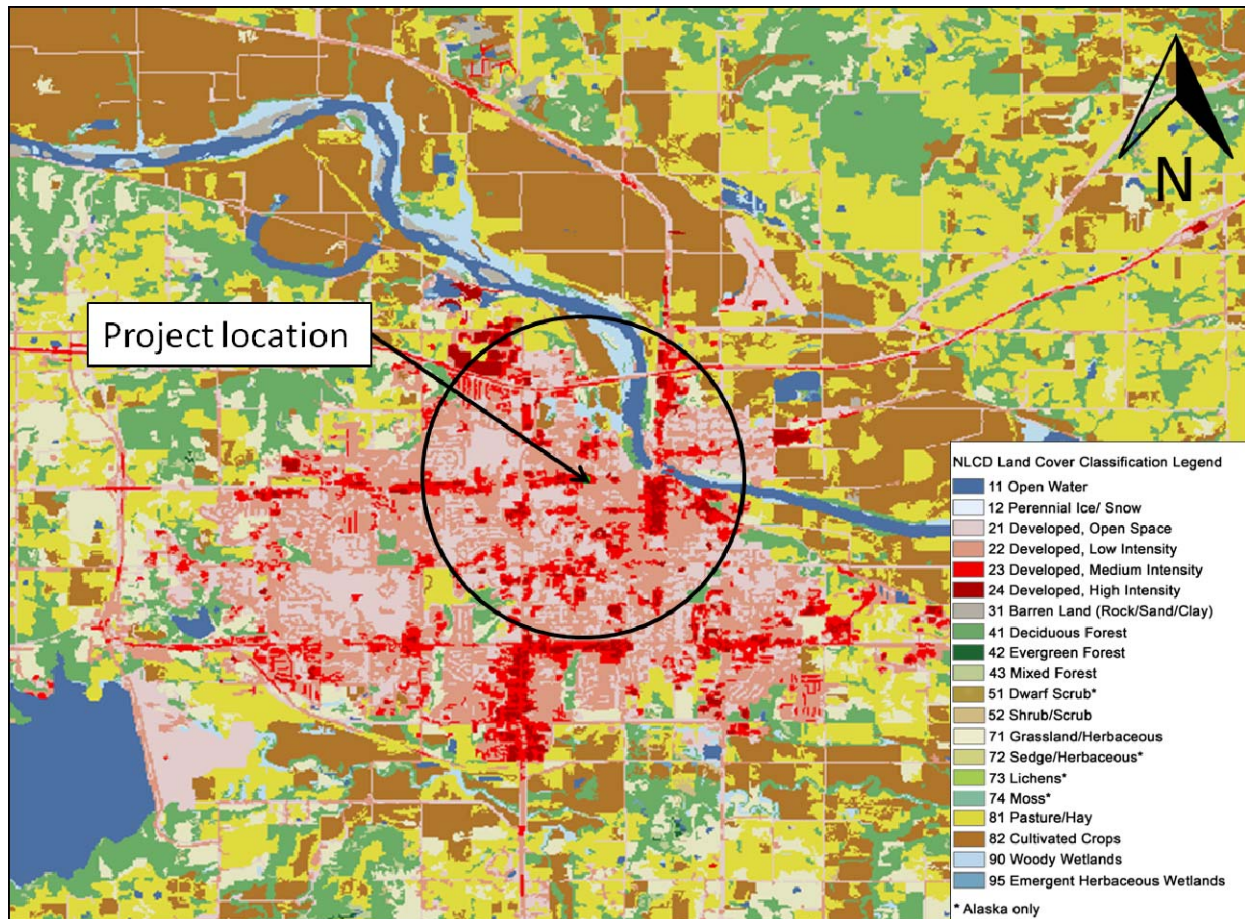 N
Project location
NLCD Land Cover Classification Legend
11 Open Water
12 Perennial Ice/ Snow
21 Developed, Open Space
22 Developed, Low Intensity
23 Developed, Medium Intensity
24 Developed, High Intensity
31 Barren Land (Rock/Sand/Clay)
41 Deciduous Forest
42 Evergreen Forest
43 Mixed Forest
51 Dwarf Scrub*
52 Shrub/Scrub
71 Grassland/Herbaceous
72 Sedge/Herbaceous*
73 Lichens*
74 Moss*
81 Pasture/Hay
82 Cultivated Crops
90 Woody Wetlands
95 Emergent Herbaceous Wetlands
* Alaska only